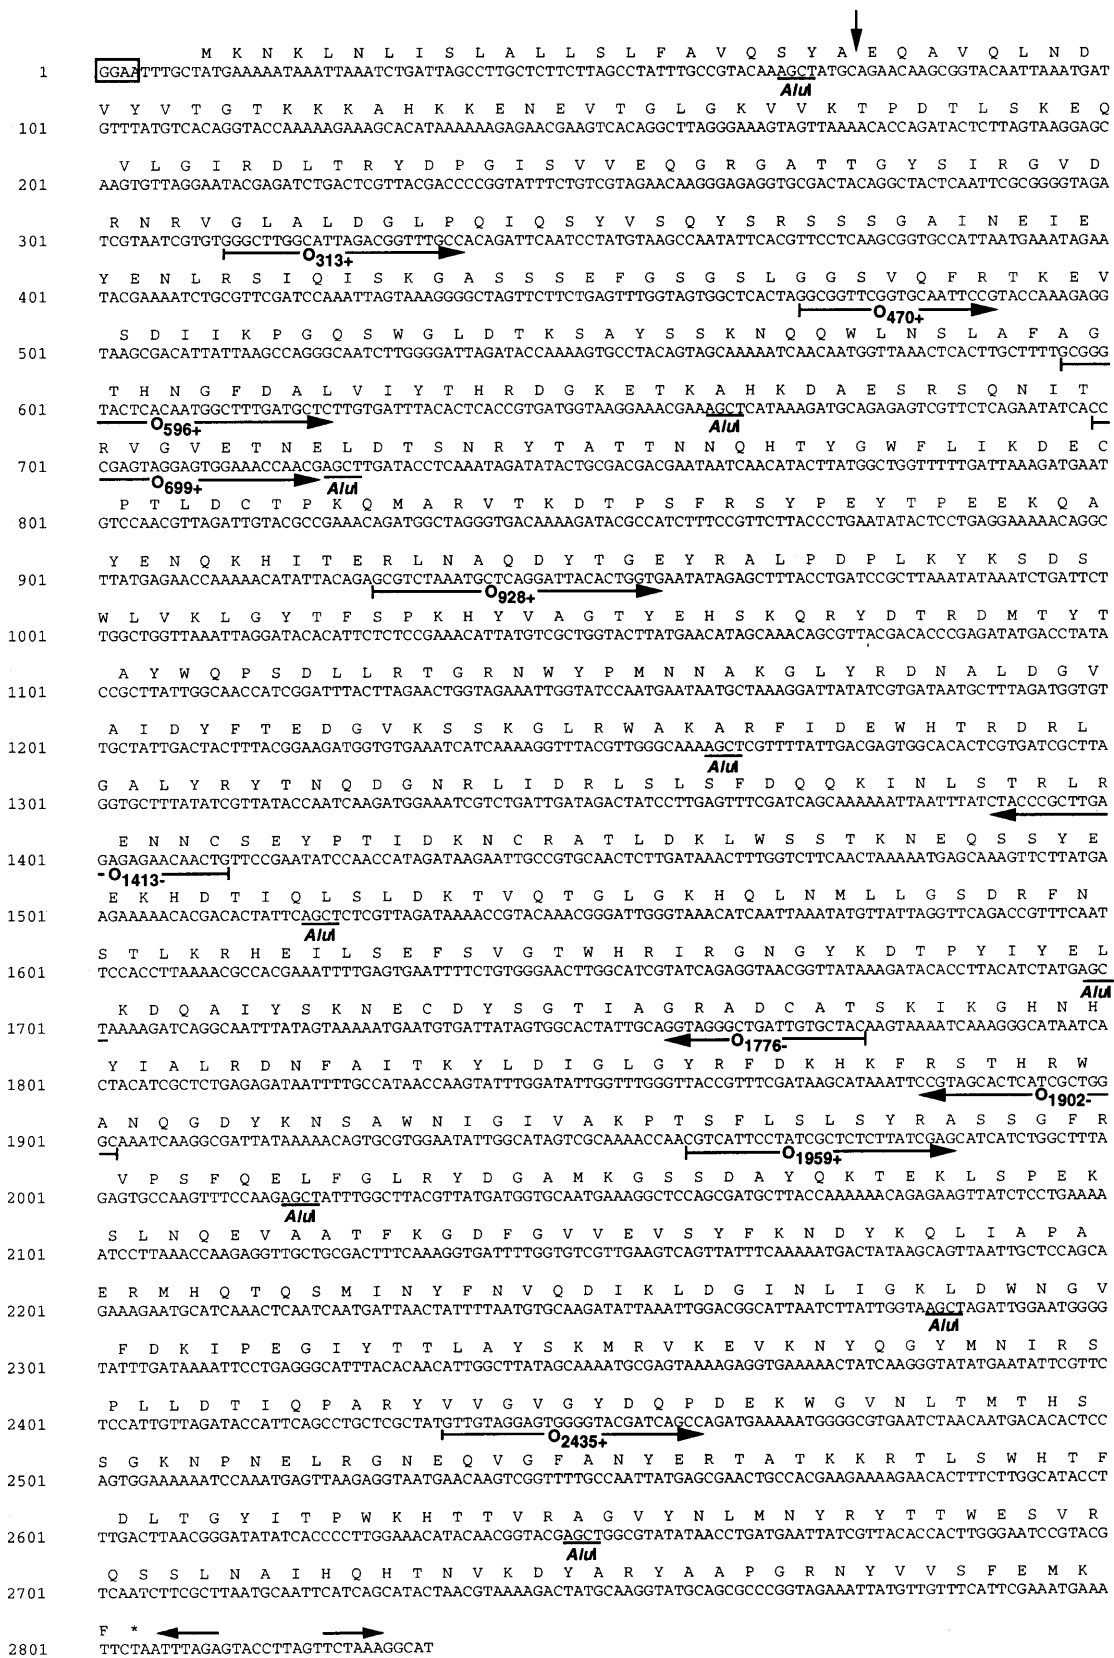 M K N K L N L I S L A L L S L F A V Q S Y A E Q A V Q L N D
1 GGAATTTGCTATGAAAAATAAATTAAATCTGATTAGCCTTGCTCTTCTTAGCCTATTTGCCGTACAAAGCTATGCAGAACAAGCGGTACAATTAAATGAT
AluI
V Y V T G T K K K A H K K E N E V T G L G K V V K T P D T L S K E Q
101 GTTTATGTCACAGGTACCAAAAAGAAAGCACATAAAAAAGAGAACGAAGTCACAGGCTTAGGGAAAGTAGTTAAAACACCAGATACTCTTAGTAAGGAGC
V L G I R D L T R Y D P G I S V V E Q G R G A T T G Y S I R G V D
201 AAGTGTTAGGAATACGAGATCTGACTCGTTACGACCCCGGTATTTCTGTCGTAGAACAAGGGAGAGGTGCGACTACAGGCTACTCAATTCGCGGGGTAGA
R N R V G L A L D G L P Q I Q S Y V S Q Y S R S S S G A I N E I E
301 TCGTAATCGTGTGGGCTTGGCATTAGACGGTTTGCCACAGATTCAATCCTATGTAAGCCAATATTCACGTTCCTCAAGCGGTGCCATTAATGAAATAGAA
O313+
Y E N L R S I Q I S K G A S S S E F G S G S L G G S V Q F R T K E V
401 TACGAAAATCTGCGTTCGATCCAAATTAGTAAAGGGGCTAGTTCTTCTGAGTTTGGTAGTGGCTCACTAGGCGGTTCGGTGCAATTCCGTACCAAAGAGG
O470+
S D I I K P G Q S W G L D T K S A Y S S K N Q Q W L N S L A F A G
501 TAAGCGACATTATTAAGCCAGGGCAATCTTGGGGATTAGATACCAAAAGTGCCTACAGTAGCAAAAATCAACAATGGTTAAACTCACTTGCTTTTGCGGG
T H N G F D A L V I Y T H R D G K E T K A H K D A E S R S Q N I T
601 TACTCACAATGGCTTTGATGCTCTTGTGATTTACACTCACCGTGATGGTAAGGAAACGAAAGCTCATAAAGATGCAGAGAGTCGTTCTCAGAATATCACC
O596+ AluI
R V G V E T N E L D T S N R Y T A T T N N Q H T Y G W F L I K D E C
701 CGAGTAGGAGTGGAAACCAACGAGCTTGATACCTCAAATAGATATACTGCGACGACGAATAATCAACATACTTATGGCTGGTTTTTGATTAAAGATGAAT
O699+ AluI
P T L D C T P K Q M A R V T K D T P S F R S Y P E Y T P E E K Q A
801 GTCCAACGTTAGATTGTACGCCGAAACAGATGGCTAGGGTGACAAAAGATACGCCATCTTTCCGTTCTTACCCTGAATATACTCCTGAGGAAAAACAGGC
Y E N Q K H I T E R L N A Q D Y T G E Y R A L P D P L K Y K S D S
901 TTATGAGAACCAAAAACATATTACAGAGCGTCTAAATGCTCAGGATTACACTGGTGAATATAGAGCTTTACCTGATCCGCTTAAATATAAATCTGATTCT
O928+
W L V K L G Y T F S P K H Y V A G T Y E H S K Q R Y D T R D M T Y T
1001 TGGCTGGTTAAATTAGGATACACATTCTCTCCGAAACATTATGTCGCTGGTACTTATGAACATAGCAAACAGCGTTACGACACCCGAGATATGACCTATA
A Y W Q P S D L L R T G R N W Y P M N N A K G L Y R D N A L D G V
1101 CCGCTTATTGGCAACCATCGGATTTACTTAGAACTGGTAGAAATTGGTATCCAATGAATAATGCTAAAGGATTATATCGTGATAATGCTTTAGATGGTGT
A I D Y F T E D G V K S S K G L R W A K A R F I D E W H T R D R L
1201 TGCTATTGACTACTTTACGGAAGATGGTGTGAAATCATCAAAAGGTTTACGTTGGGCAAAAGCTCGTTTTATTGACGAGTGGCACACTCGTGATCGCTTA
AluI
G A L Y R Y T N Q D G N R L I D R L S L S F D Q Q K I N L S T R L R
1301 GGTGCTTTATATCGTTATACCAATCAAGATGGAAATCGTCTGATTGATAGACTATCCTTGAGTTTCGATCAGCAAAAAATTAATTTATCTACCCGCTTGA
E N N C S E Y P T I D K N C R A T L D K L W S S T K N E Q S S Y E
1401 GAGAGAACAACTGTTCCGAATATCCAACCATAGATAAGAATTGCCGTGCAACTCTTGATAAACTTTGGTCTTCAACTAAAAATGAGCAAAGTTCTTATGA
O1413-
E K H D T I Q L S L D K T V Q T G L G K H Q L N M L L G S D R F N
1501 AGAAAAACACGACACTATTCAGCTCTCGTTAGATAAAACCGTACAAACGGGATTGGGTAAACATCAATTAAATATGTTATTAGGTTCAGACCGTTTCAAT
AluI
S T L K R H E I L S E F S V G T W H R I R G N G Y K D T P Y I Y E L
1601 TCCACCTTAAAACGCCACGAAATTTTGAGTGAATTTTCTGTGGGAACTTGGCATCGTATCAGAGGTAACGGTTATAAAGATACACCTTACATCTATGAGC
AluI
K D Q A I Y S K N E C D Y S G T I A G R A D C A T S K I K G H N H
1701 TAAAAGATCAGGCAATTTATAGTAAAAATGAATGTGATTATAGTGGCACTATTGCAGGTAGGGCTGATTGTGCTACAAGTAAAATCAAAGGGCATAATCA
O1776-
Y I A L R D N F A I T K Y L D I G L G Y R F D K H K F R S T H R W
1801 CTACATCGCTCTGAGAGATAATTTTGCCATAACCAAGTATTTGGATATTGGTTTGGGTTACCGTTTCGATAAGCATAAATTCCGTAGCACTCATCGCTGG
O1902-
A N Q G D Y K N S A W N I G I V A K P T S F L S L S Y R A S S G F R
1901 GCAAATCAAGGCGATTATAAAAACAGTGCGTGGAATATTGGCATAGTCGCAAAACCAACGTCATTCCTATCGCTCTCTTATCGAGCATCATCTGGCTTTA
O1959+
V P S F Q E L F G L R Y D G A M K G S S D A Y Q K T E K L S P E K
2001 GAGTGCCAAGTTTCCAAGAGCTATTTGGCTTACGTTATGATGGTGCAATGAAAGGCTCCAGCGATGCTTACCAAAAAACAGAGAAGTTATCTCCTGAAAA
AluI
S L N Q E V A A T F K G D F G V V E V S Y F K N D Y K Q L I A P A
2101 ATCCTTAAACCAAGAGGTTGCTGCGACTTTCAAAGGTGATTTTGGTGTCGTTGAAGTCAGTTATTTCAAAAATGACTATAAGCAGTTAATTGCTCCAGCA
E R M H Q T Q S M I N Y F N V Q D I K L D G I N L I G K L D W N G V
2201 GAAAGAATGCATCAAACTCAATCAATGATTAACTATTTTAATGTGCAAGATATTAAATTGGACGGCATTAATCTTATTGGTAAGCTAGATTGGAATGGGG
AluI
F D K I P E G I Y T T L A Y S K M R V K E V K N Y Q G Y M N I R S
2301 TATTTGATAAAATTCCTGAGGGCATTTACACAACATTGGCTTATAGCAAAATGCGAGTAAAAGAGGTGAAAAACTATCAAGGGTATATGAATATTCGTTC
P L L D T I Q P A R Y V V G V G Y D Q P D E K W G V N L T M T H S
2401 TCCATTGTTAGATACCATTCAGCCTGCTCGCTATGTTGTAGGAGTGGGGTACGATCAGCCAGATGAAAAATGGGGCGTGAATCTAACAATGACACACTCC
O2435+
S G K N P N E L R G N E Q V G F A N Y E R T A T K K R T L S W H T F
2501 AGTGGAAAAAATCCAAATGAGTTAAGAGGTAATGAACAAGTCGGTTTTGCCAATTATGAGCGAACTGCCACGAAGAAAAGAACACTTTCTTGGCATACCT
D L T G Y I T P W K H T T V R A G V Y N L M N Y R Y T T W E S V R
2601 TTGACTTAACGGGATATATCACCCCTTGGAAACATACAACGGTACGAGCTGGCGTATATAACCTGATGAATTATCGTTACACCACTTGGGAATCCGTACG
AluI
Q S S L N A I H Q H T N V K D Y A R Y A A P G R N Y V V S F E M K
2701 TCAATCTTCGCTTAATGCAATTCATCAGCATACTAACGTAAAAGACTATGCAAGGTATGCAGCGCCCGGTAGAAATTATGTTGTTTCATTCGAAATGAAA
F *
2801 TTCTAATTTAGAGTACCTTAGTTCTAAAGGCAT